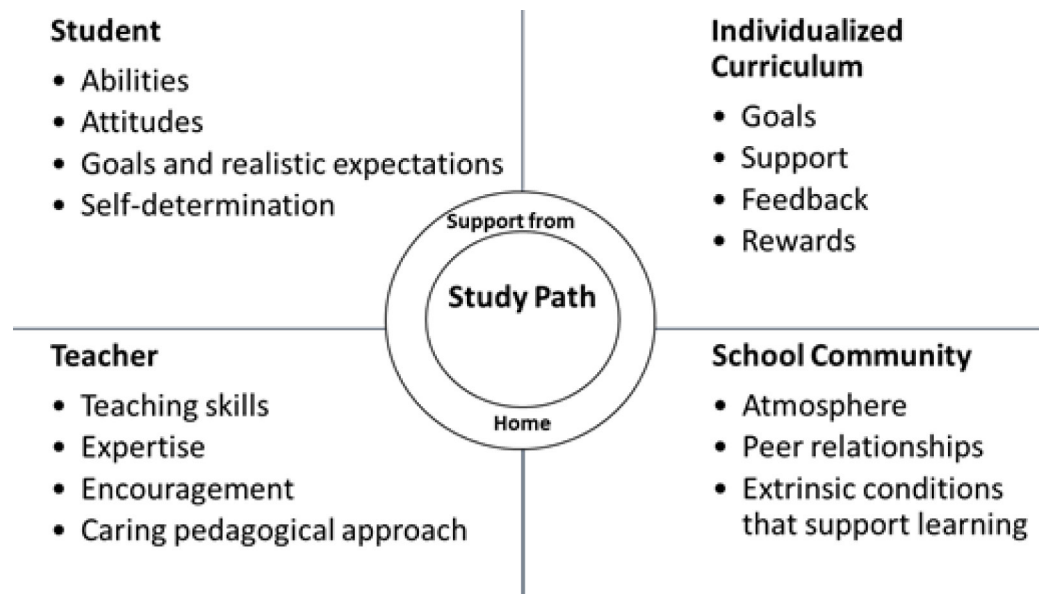 Student
• Abilities
• Attitudes
• Goals and realistic expectations
• Self-determination
Individualized
Curriculum
• Goals
• Support
• Feedback
• Rewards
Support from
Study Path
Home
Teacher
• Teaching skills
• Expertise
• Encouragement
• Caring pedagogical approach
School Community
• Atmosphere
• Peer relationships
• Extrinsic conditions
that support learning